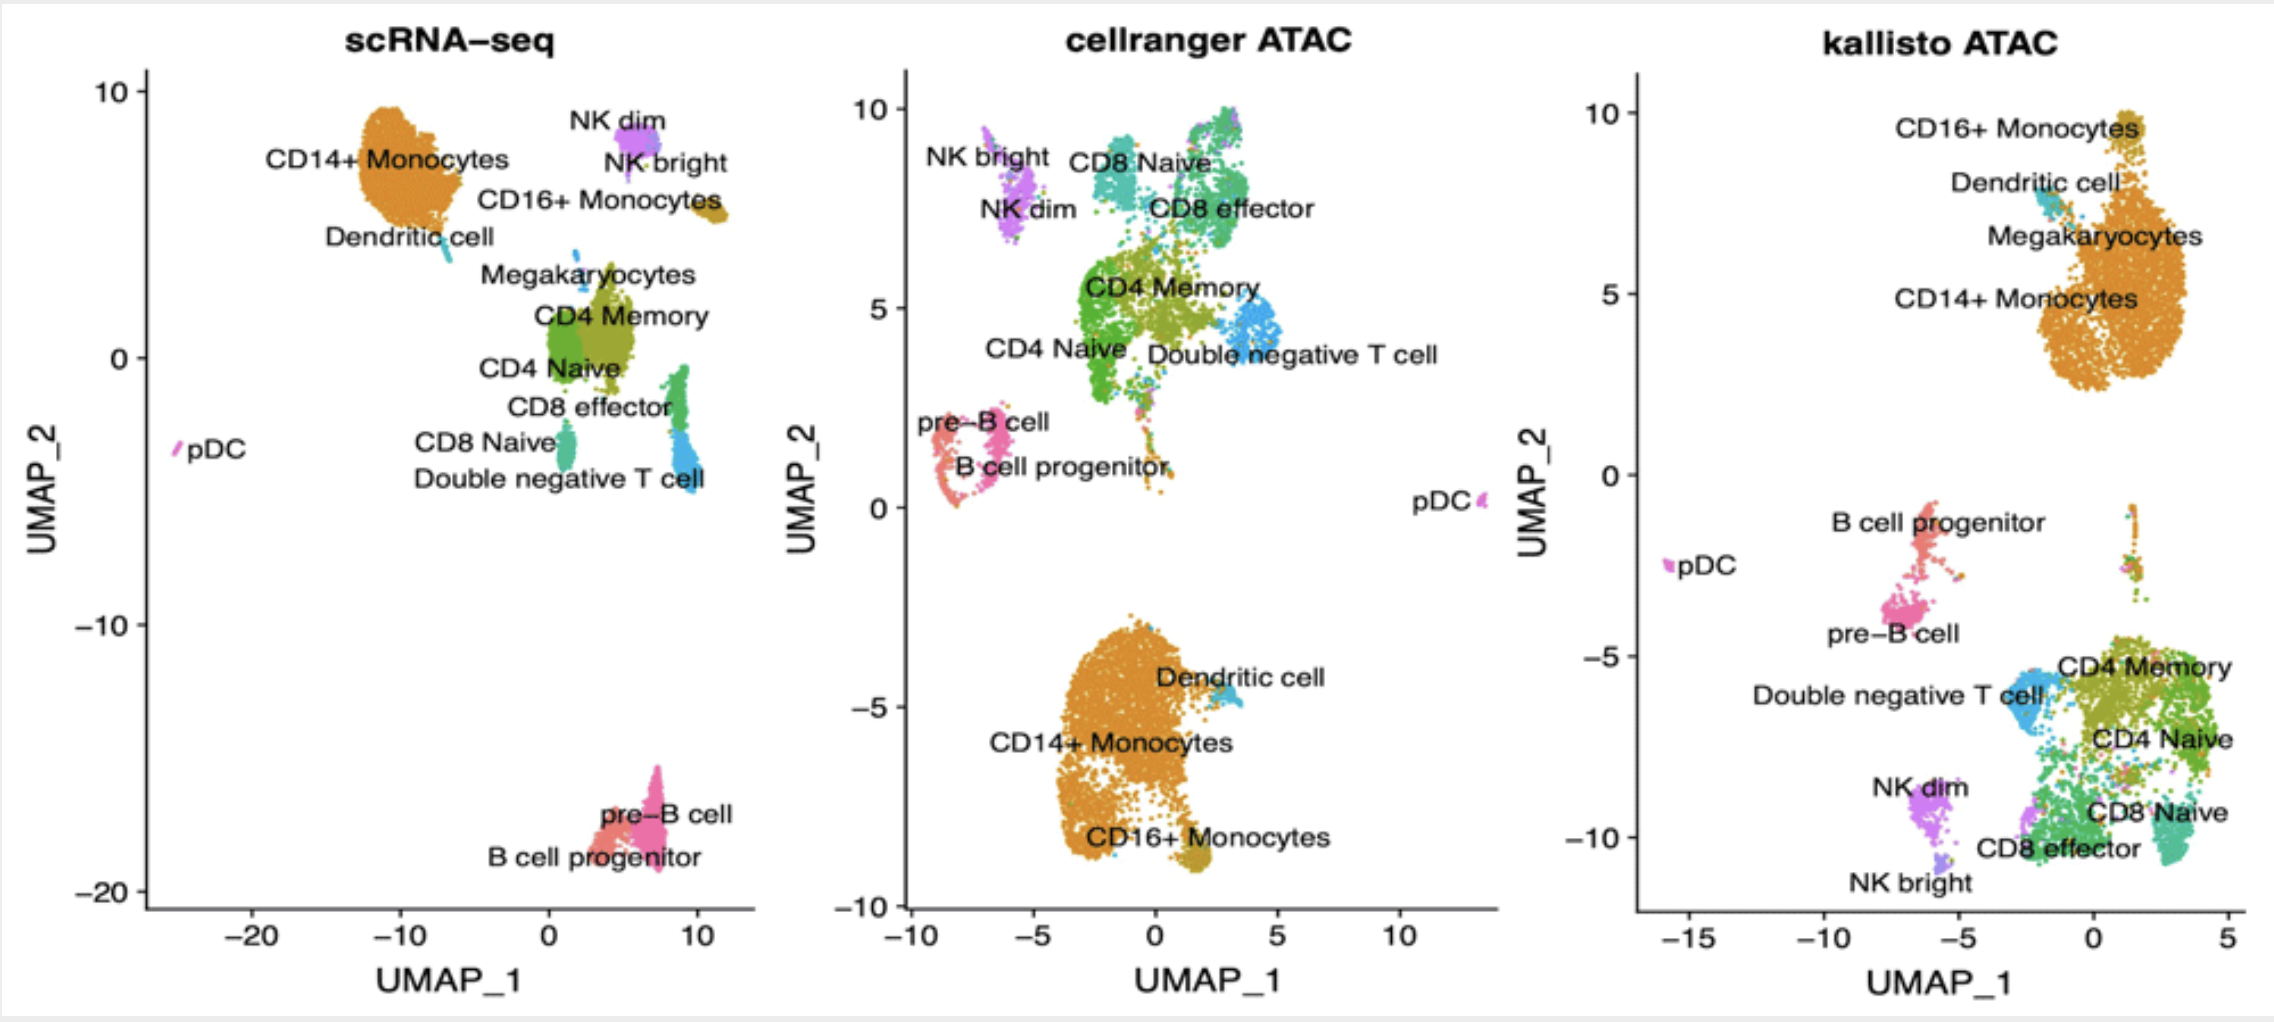 scRNA–seq
10
0
−10
−20
−20
−10
0
10
UMAP_1
UMAP_2
NK dim
CD14+ Monocytes
NK bright
CD16+ Monocytes
Dendritic cell
Megakaryocytes
CD4 Memory
CD4 Naive
CD8 effector
CD8 Naive
pDC
Double negative T cell
pre−B cell
B cell progenitor
cellranger ATAC
10
5
0
−5
−10
−10
−5
0
5
10
UMAP_1
UMAP_2
NK bright
CD8 Naive
NK dim
CD8 effector
CD4 Memory
CD4 Naive
Double negative T cell
pre−B cell
B cell progenitor
pDC
Dendritic cell
CD14+ Monocytes
CD16+ Monocytes
kallisto ATAC
10
5
0
−5
−10
−15
−10
−5
0
5
UMAP_1
UMAP_2
CD16+ Monocytes
Dendritic cell
Megakaryocytes
CD14+ Monocytes
B cell progenitor
pDC
pre−B cell
CD4 Memory
Double negative T cell
CD4 Naive
NK dim
CD8 Naive
CD8 effector
NK bright